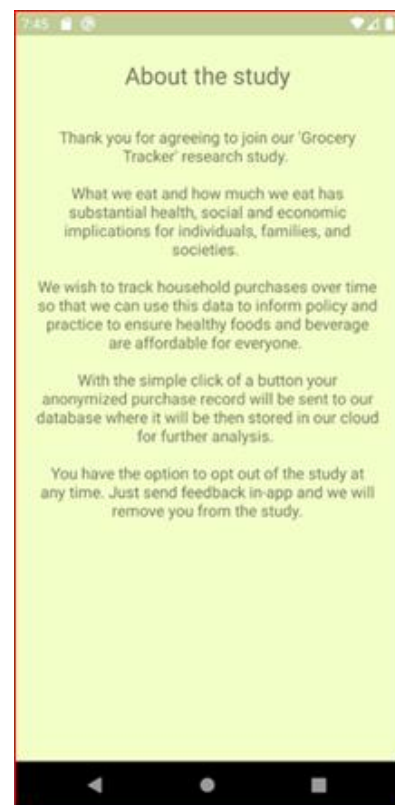 7:45
About the study
Thank you for agreeing to join our 'Grocery
Tracker' research study.
What we eat and how much we eat has
substantial health, social and economic
implications for individuals, families, and
societies.
We wish to track household purchases over time
so that we can use this data to inform policy and
practice to ensure healthy foods and beverage
are affordable for everyone.
With the simple click of a button your
anonymized purchase record will be sent to our
database where it will be then stored in our cloud
for further analysis.
You have the option to opt out of the study at
any time. Just send feedback in-app and we will
remove you from the study.